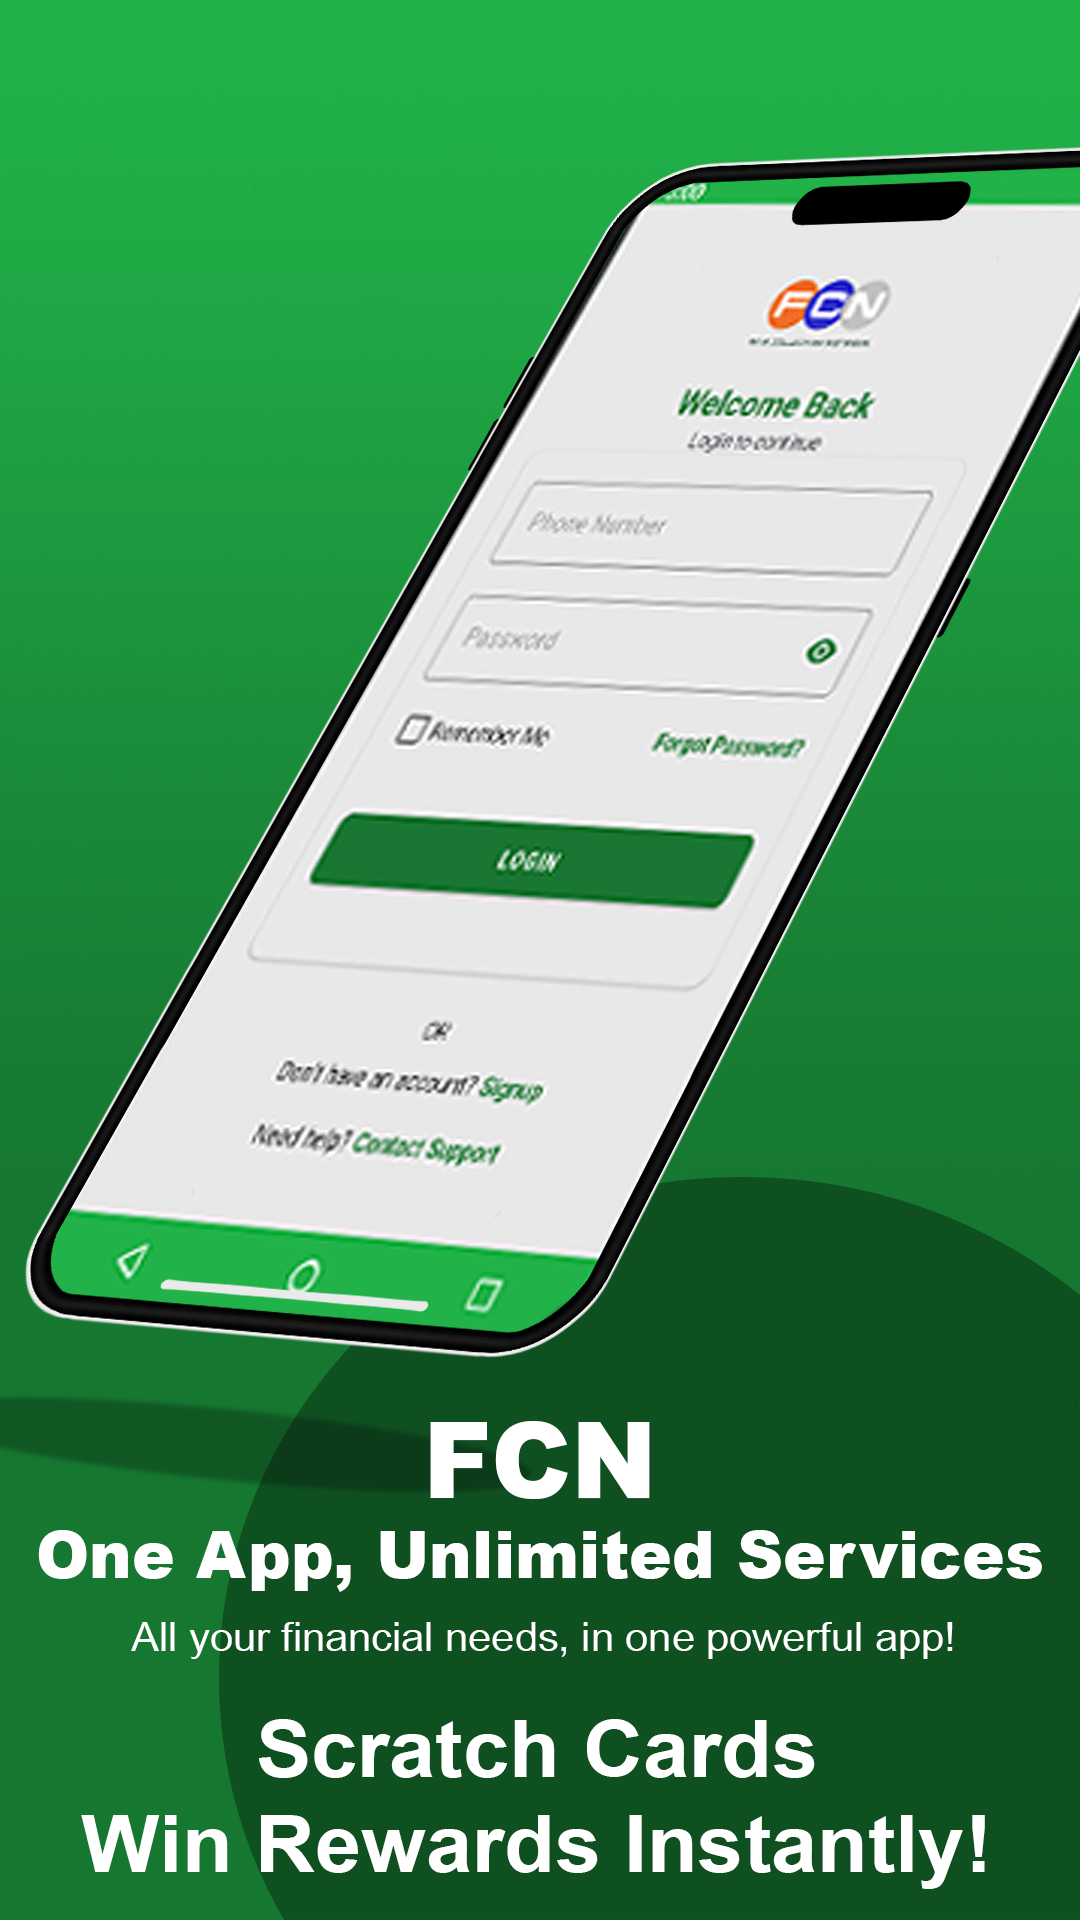 FCN
Welcome Back
Login to continue
Phone Number
Password
Remember Me
Forgot Password?
LOGIN
OR
Don't have an account? Signup
Need help? Contact Support
FCN
One App, Unlimited Services
All your financial needs, in one powerful app!
Scratch Cards
Win Rewards Instantly!